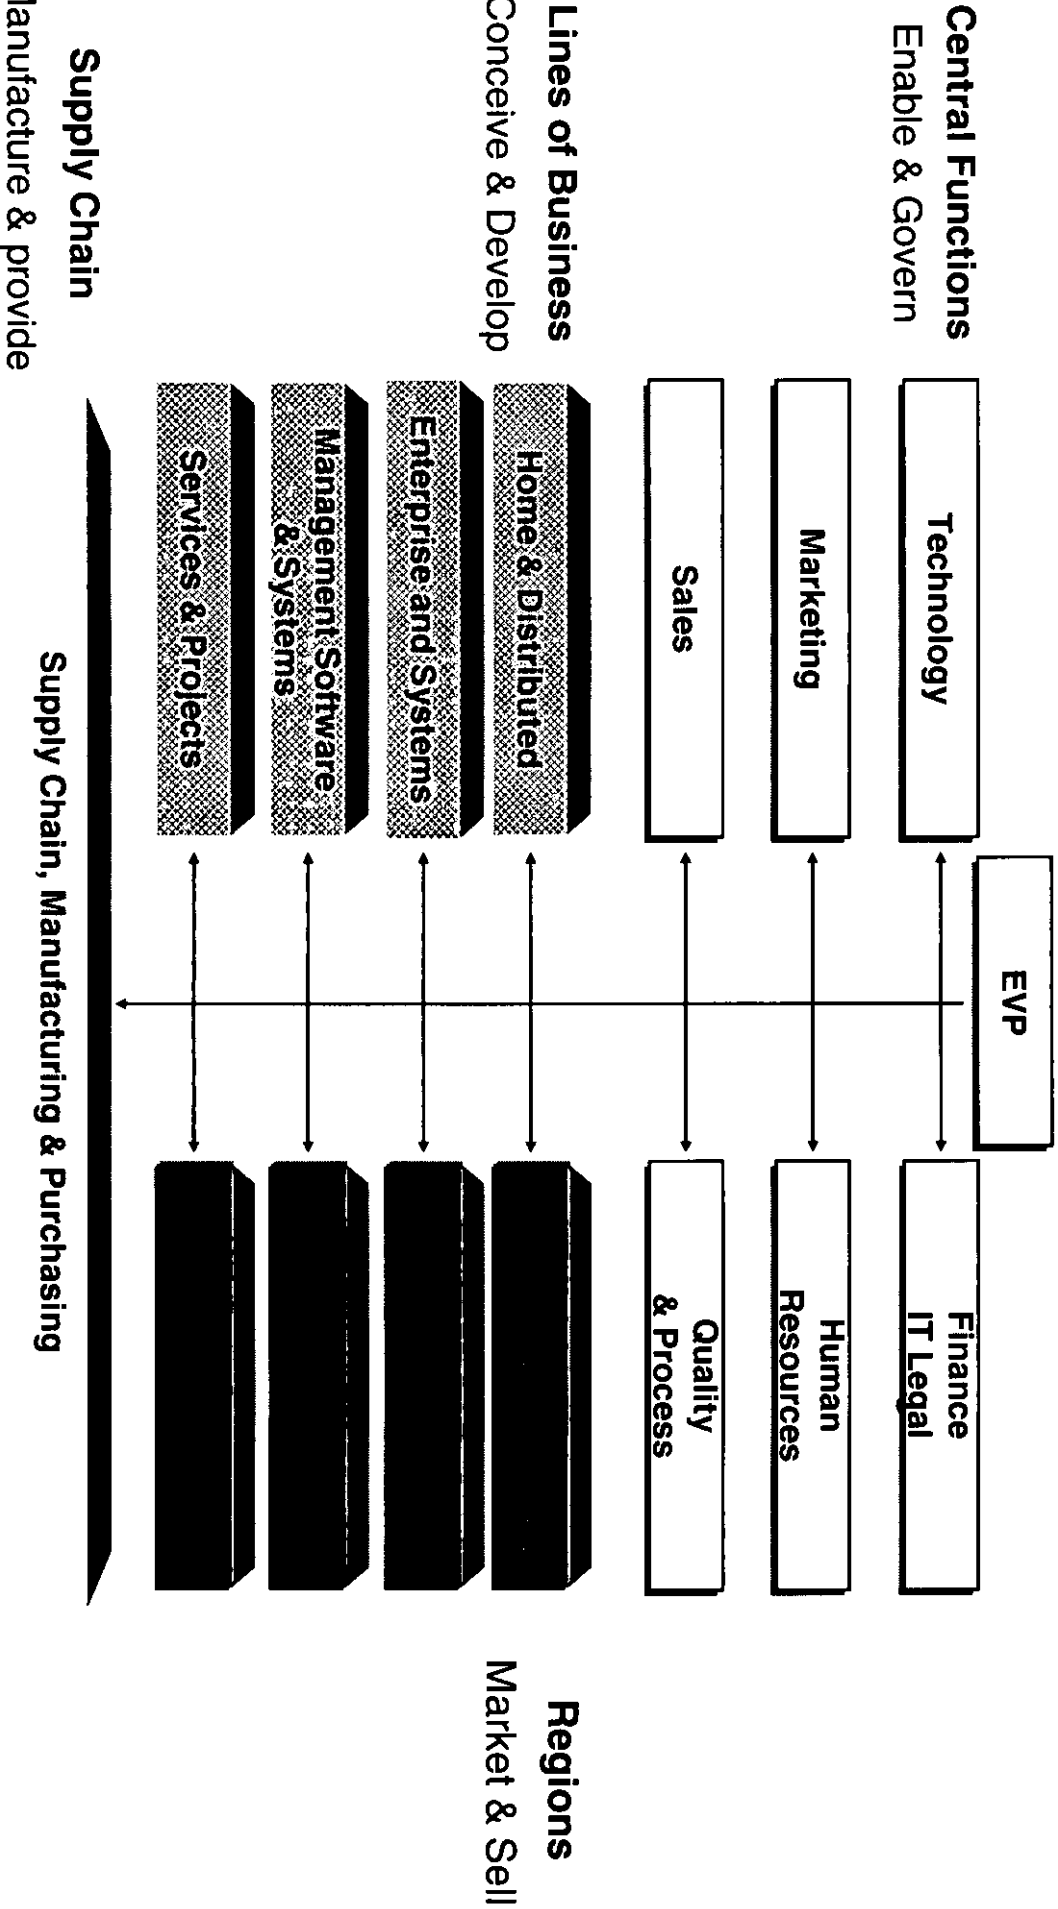 EVP
Central Functions
Enable & Govern
Technology
Finance
IT Legal
Marketing
Human
Resources
Sales
Quality
& Process
Lines of Business
Conceive & Develop
Home & Distributed
Enterprise and Systems
Management Software
& Systems
Services & Projects
Regions
Market & Sell
Supply Chain
anufacture & provide
Supply Chain, Manufacturing & Purchasing